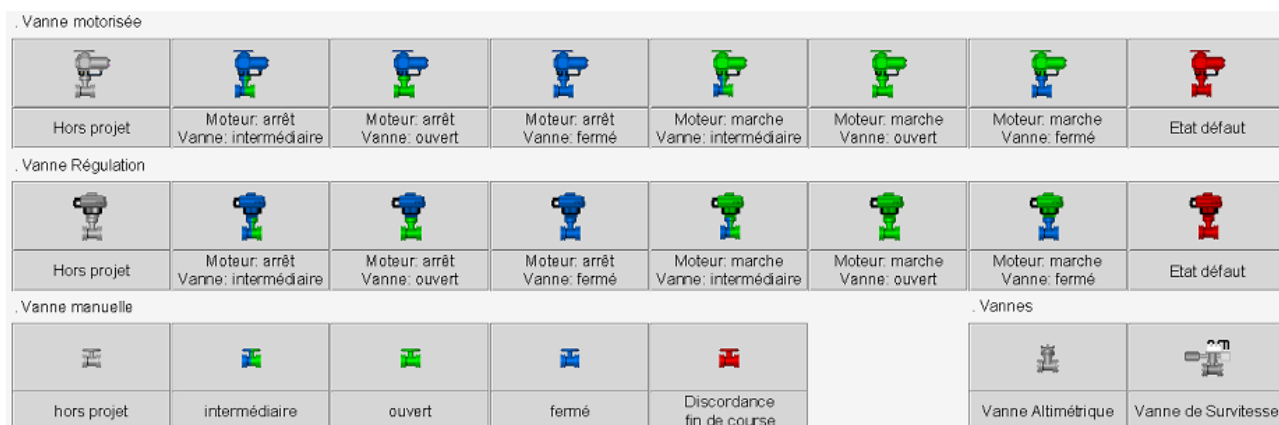 . Vanne motorisée
Hors projet
Moteur: arrêt
Vanne: intermédiaire
Moteur: arrêt
Vanne: ouvert
Moteur: arrêt
Vanne: fermé
Moteur: marche
Vanne: intermédiaire
Moteur: marche
Vanne: ouvert
Moteur: marche
Vanne: fermé
Etat défaut
. Vanne Régulation
Hors projet
Moteur: arrêt
Vanne: intermédiaire
Moteur: arrêt
Vanne: ouvert
Moteur: arrêt
Vanne: fermé
Moteur: marche
Vanne: intermédiaire
Moteur: marche
Vanne: ouvert
Moteur: marche
Vanne: fermé
Etat défaut
. Vanne manuelle
hors projet
intermédiaire
ouvert
fermé
Discordance
fin de course
. Vannes
Vanne Altimétrique
Vanne de Survitesse